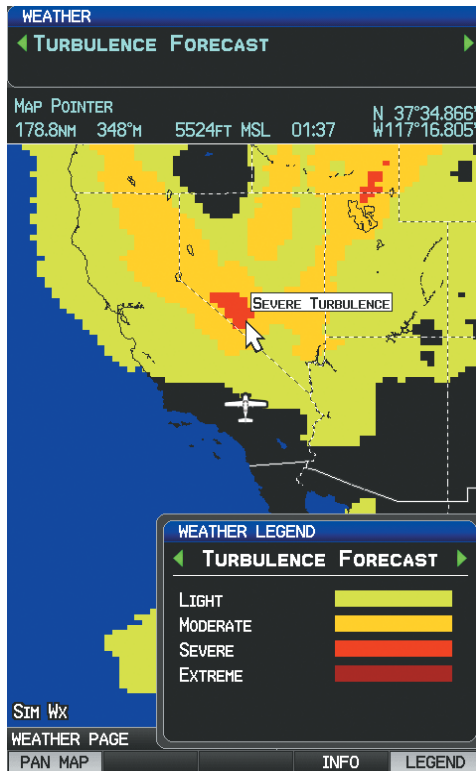 WEATHER
TURBULENCE FORECAST
MAP POINTER
178.8NM 348°M 5524FT MSL 01:37 N 37°34.866'
W117°16.805'
SEVERE TURBULENCE
WEATHER LEGEND
TURBULENCE FORECAST
LIGHT
MODERATE
SEVERE
EXTREME
SIM WX
WEATHER PAGE
PAN MAP INFO LEGEND